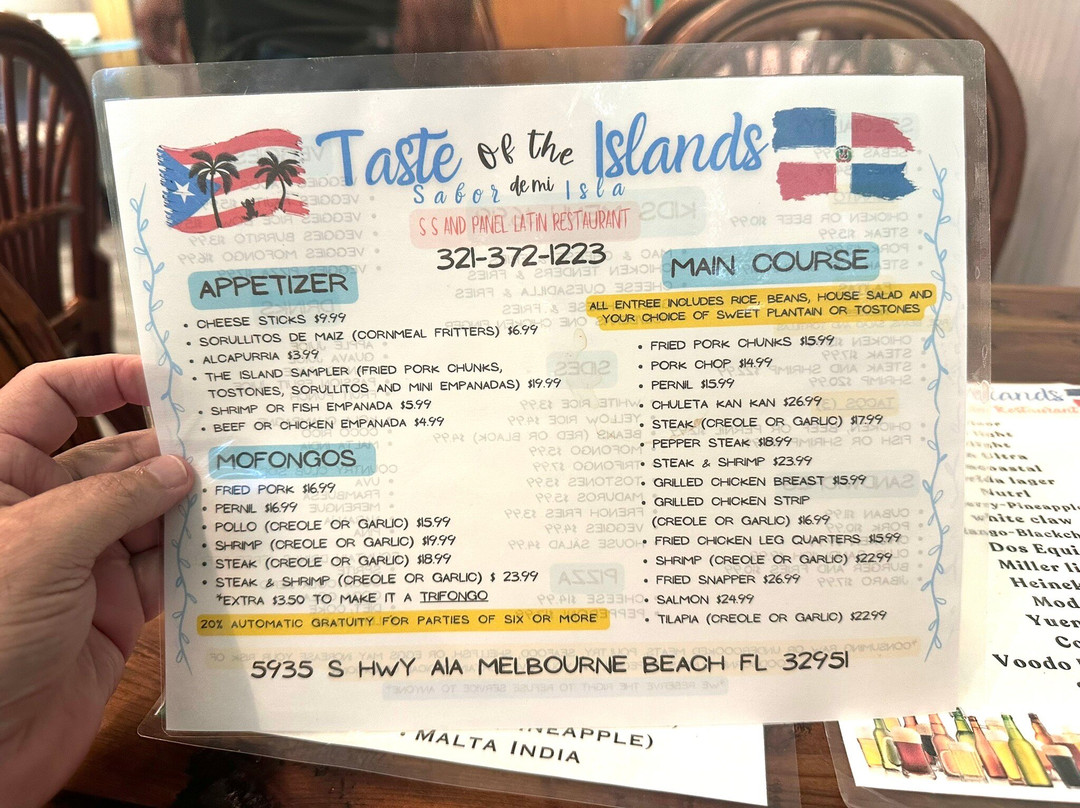 Taste of the Islands
Sabor de mi Isla
S S AND PANEL LATIN RESTAURANT
321-372-1223
APPETIZER
• CHEESE STICKS $9.99
• SORULLITOS DE MAIZ (CORNMEAL FRITTERS) $6.99
• ALCAPURRIA $3.99
• THE ISLAND SAMPLER (FRIED PORK CHUNKS,
TOSTONES, SORULLITOS AND MINI EMPANADAS) $19.99
• SHRIMP OR FISH EMPANADA $5.99
• BEEF OR CHICKEN EMPANADA $4.99
MOFONGOS
• FRIED PORK $16.99
• PERNIL $16.99
• POLLO (CREOLE OR GARLIC) $15.99
• SHRIMP (CREOLE OR GARLIC) $19.99
• STEAK (CREOLE OR GARLIC) $18.99
• STEAK & SHRIMP (CREOLE OR GARLIC) $ 23.99
*EXTRA $3.50 TO MAKE IT A TRIFONGO
20% AUTOMATIC GRATUITY FOR PARTIES OF SIX OR MORE
MAIN COURSE
ALL ENTREE INCLUDES RICE, BEANS, HOUSE SALAD AND
YOUR CHOICE OF SWEET PLANTAIN OR TOSTONES
• FRIED PORK CHUNKS $15.99
• PORK CHOP $14.99
• PERNIL $15.99
• CHULETA KAN KAN $26.99
• STEAK (CREOLE OR GARLIC) $17.99
• PEPPER STEAK $18.99
• STEAK & SHRIMP $23.99
• GRILLED CHICKEN BREAST $15.99
• GRILLED CHICKEN STRIP
(CREOLE OR GARLIC) $16.99
• FRIED CHICKEN LEG QUARTERS $15.99
• SHRIMP (CREOLE OR GARLIC) $22.99
• FRIED SNAPPER $26.99
• SALMON $24.99
• TILAPIA (CREOLE OR GARLIC) $22.99
5935 S HWY A1A MELBOURNE BEACH FL 32951
• MALTA INDIA
Restaurant
Ultra
Nutrl
White claw
Dos Equi
Miller li
Heinek
Mod
Yuen
Co
Voodo